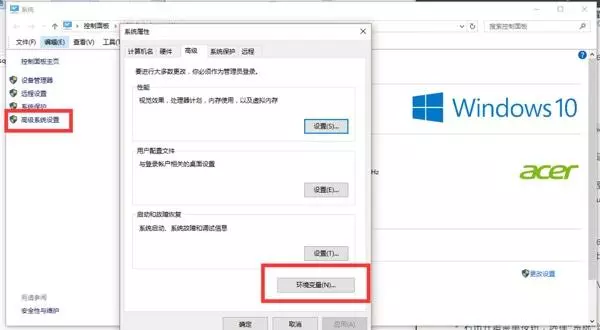 系统
控制面板
搜索控制面板
文件(F) 编辑(E) 查看(V) 工具(T)
控制面板主页
设备管理器
远程设置
系统保护
高级系统设置
另请参阅
安全性与维护
系统属性
计算机名 硬件 高级 系统保护 远程
要进行大多数更改，你必须作为管理员登录。
性能
视觉效果，处理器计划，内存使用，以及虚拟内存
设置(S)...
用户配置文件
与登录帐户相关的桌面设置
设置(E)...
启动和故障恢复
系统启动、系统故障和调试信息
设置(T)...
环境变量(N)...
确定 取消 应用(A)
Windows 10
acer
Hz
更改设置